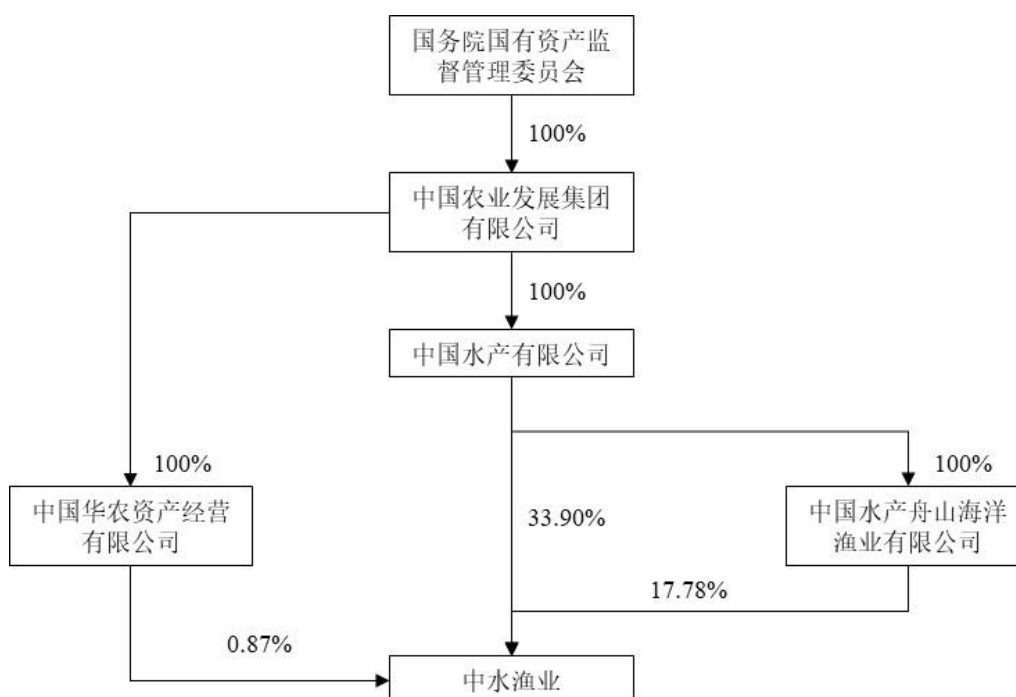 国务院国有资产监
督管理委员会
100%
中国农业发展集团
有限公司
100%
中国水产有限公司
100%
100%
中国华农资产经营
有限公司
33.90%
中国水产舟山海洋
渔业有限公司
17.78%
0.87%
中水渔业